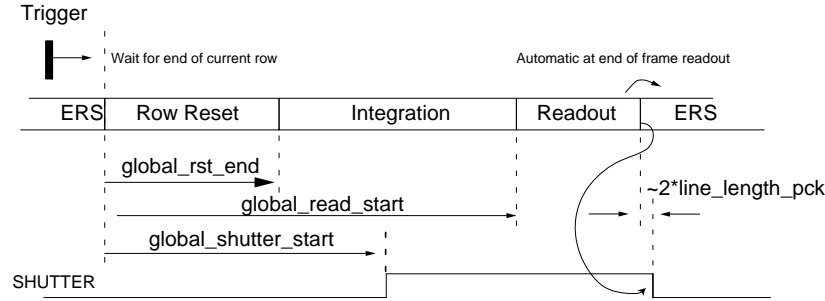 Trigger
Wait for end of current row
Automatic at end of frame readout
ERS Row Reset Integration Readout ERS
global_rst_end
~2*line_length_pck
global_read_start
global_shutter_start
SHUTTER